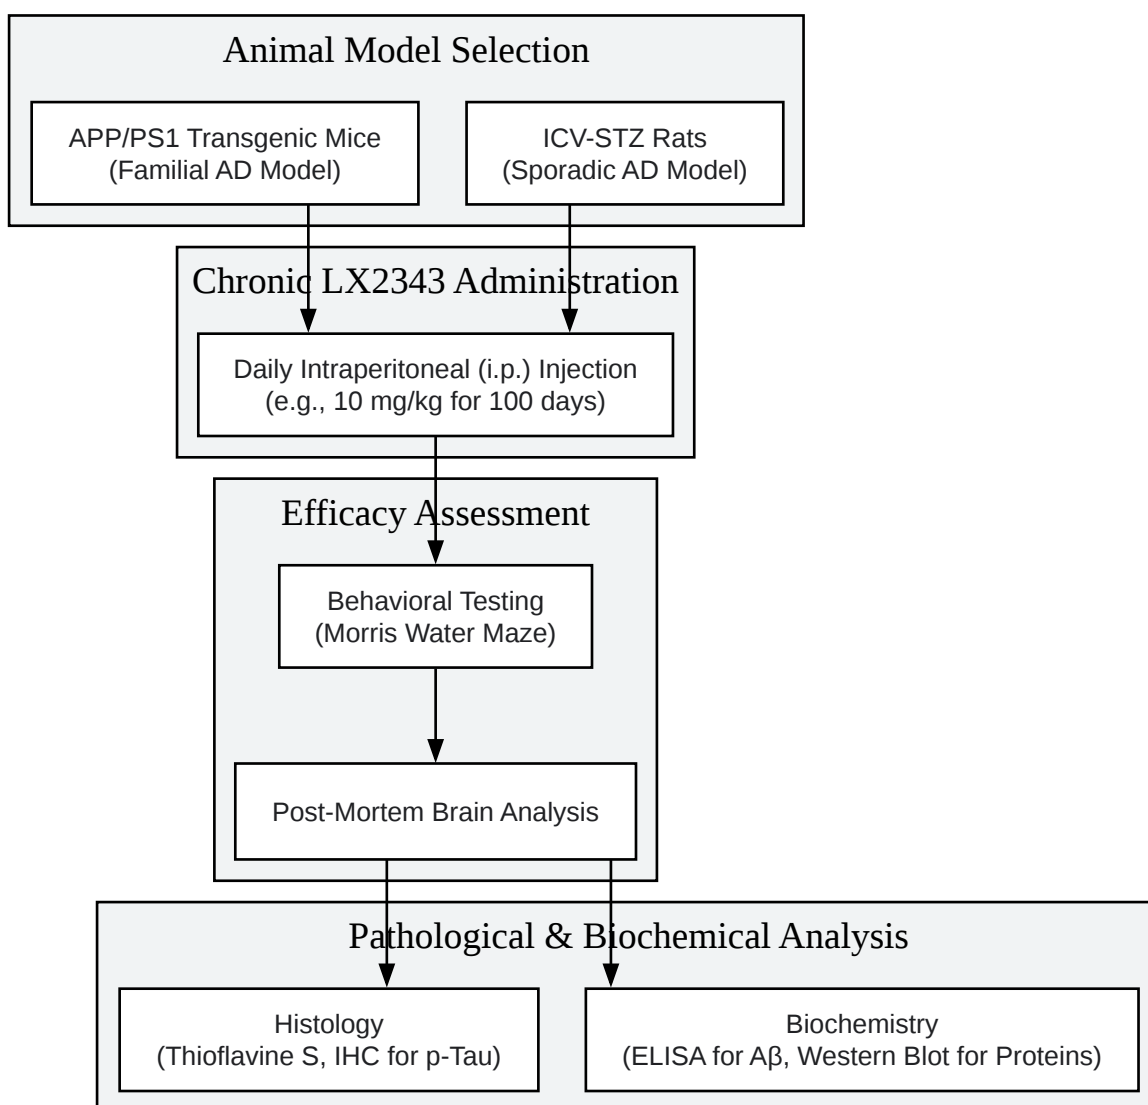 Animal Model Selection
APP/PS1 Transgenic Mice
(Familial AD Model)
ICV-STZ Rats
(Sporadic AD Model)
Chronic LX2343 Administration
Daily Intraperitoneal (i.p.) Injection
(e.g., 10 mg/kg for 100 days)
Efficacy Assessment
Behavioral Testing
(Morris Water Maze)
Post-Mortem Brain Analysis
Pathological & Biochemical Analysis
Histology
(Thioflavine S, IHC for p-Tau)
Biochemistry
(ELISA for Aβ, Western Blot for Proteins)